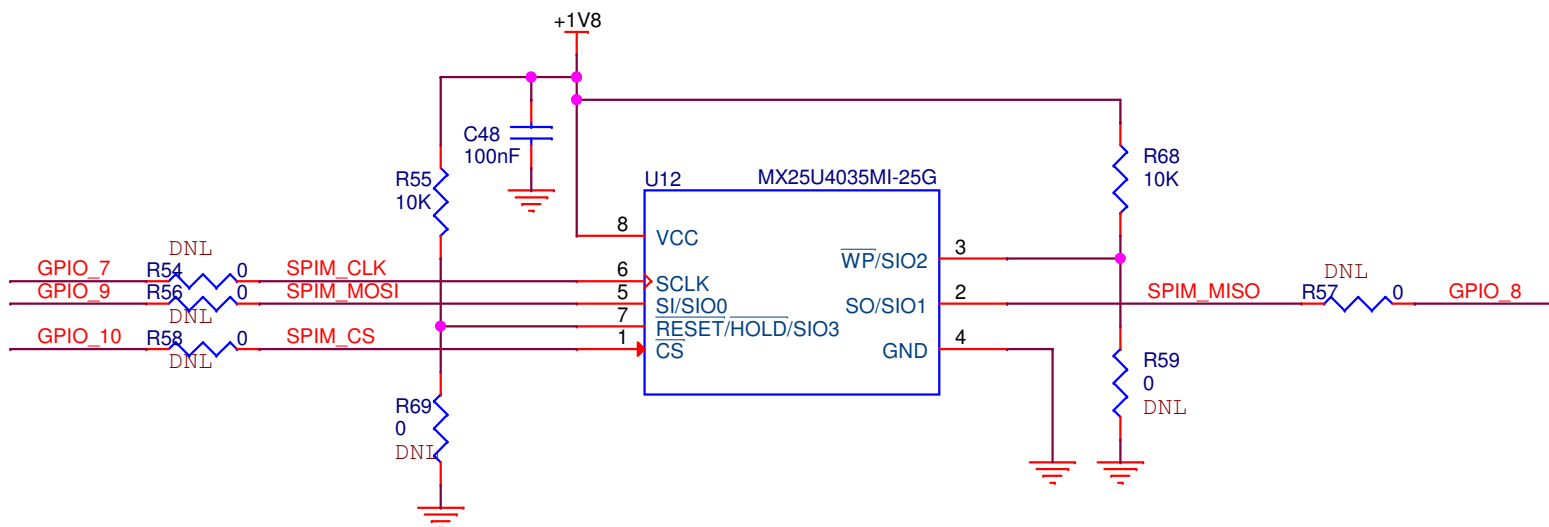 +1V8
C48
100nF
R55
10K
R68
10K
U12 MX25U4035MI-25G
8 VCC
WP/SIO2 3
DNL
GPIO_7 R54 0 SPIM_CLK 6 SCLK
GPIO_9 R56 0 SPIM_MOSI 5 SI/SIO0
DNL
7 RESET/HOLD/SIO3
GPIO_10 R58 0 SPIM_CS 1 CS
DNL
DNL
SO/SIO1 2 SPIM_MISO R57 0 GPIO_8
GND 4
R69
0
DNL
R59
0
DNL